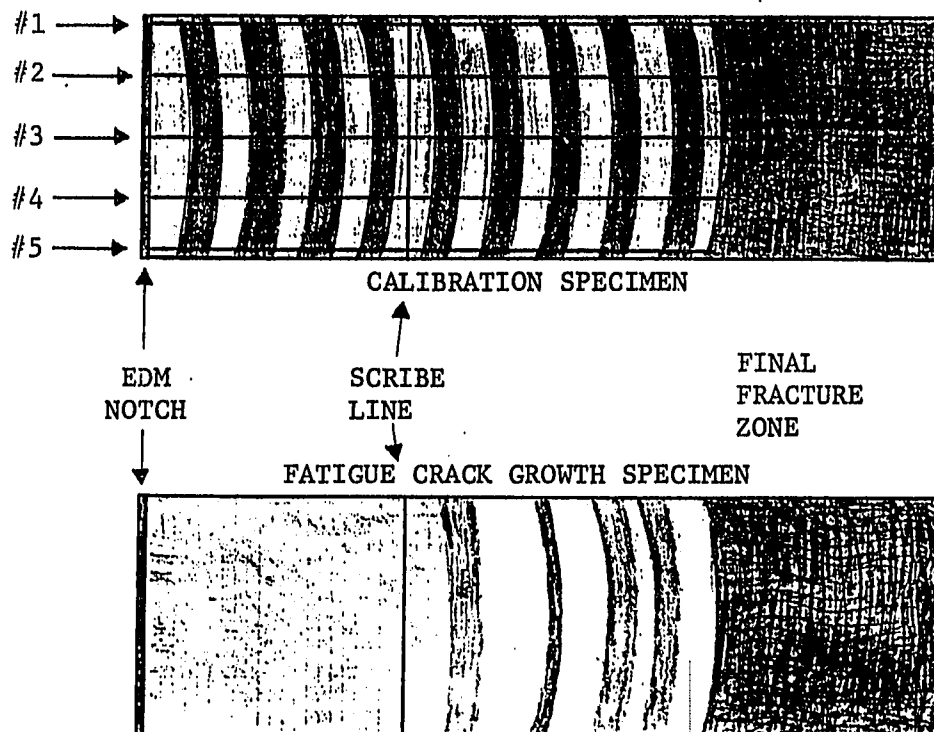 #1
#2
#3
#4
#5
CALIBRATION SPECIMEN
EDM
NOTCH
SCRIBE
LINE
FINAL
FRACTURE
ZONE
FATIGUE CRACK GROWTH SPECIMEN